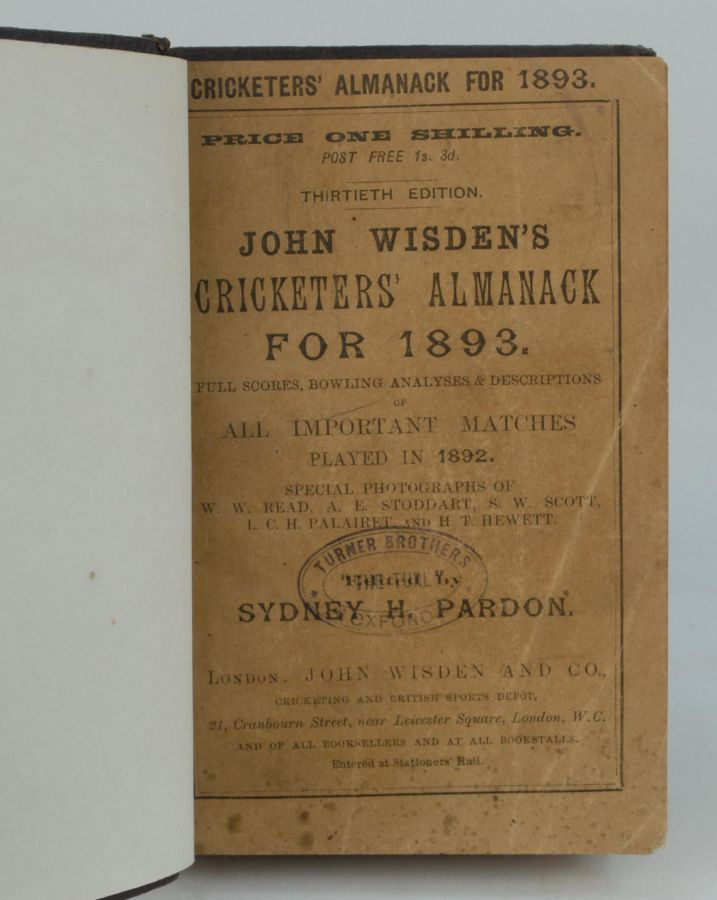 CRICKETERS' ALMANACK FOR 1893.
PRICE ONE SHILLING.
POST FREE 1s. 3d.
THIRTIETH EDITION.
JOHN WISDEN'S
CRICKETERS' ALMANACK
FOR 1893.
FULL SCORES, BOWLING ANALYSES & DESCRIPTIONS
OF
ALL IMPORTANT MATCHES
PLAYED IN 1892.
SPECIAL PHOTOGRAPHS OF
W. W. READ, A. E. STODDART, S. W. SCOTT,
L. C. H. PALAIRET, AND H. T. HEWETT.
TURNER BROTHERS
Edited by
SYDNEY H. PARDON.
OXFORD
LONDON. JOHN WISDEN AND CO.,
CRICKETING AND BRITISH SPORTS DEPÔT,
21, Cranbourn Street, near Leicester Square, London, W.C.
AND OF ALL BOOKSELLERS AND AT ALL BOOKSTALLS.
Entered at Stationers' Hall.